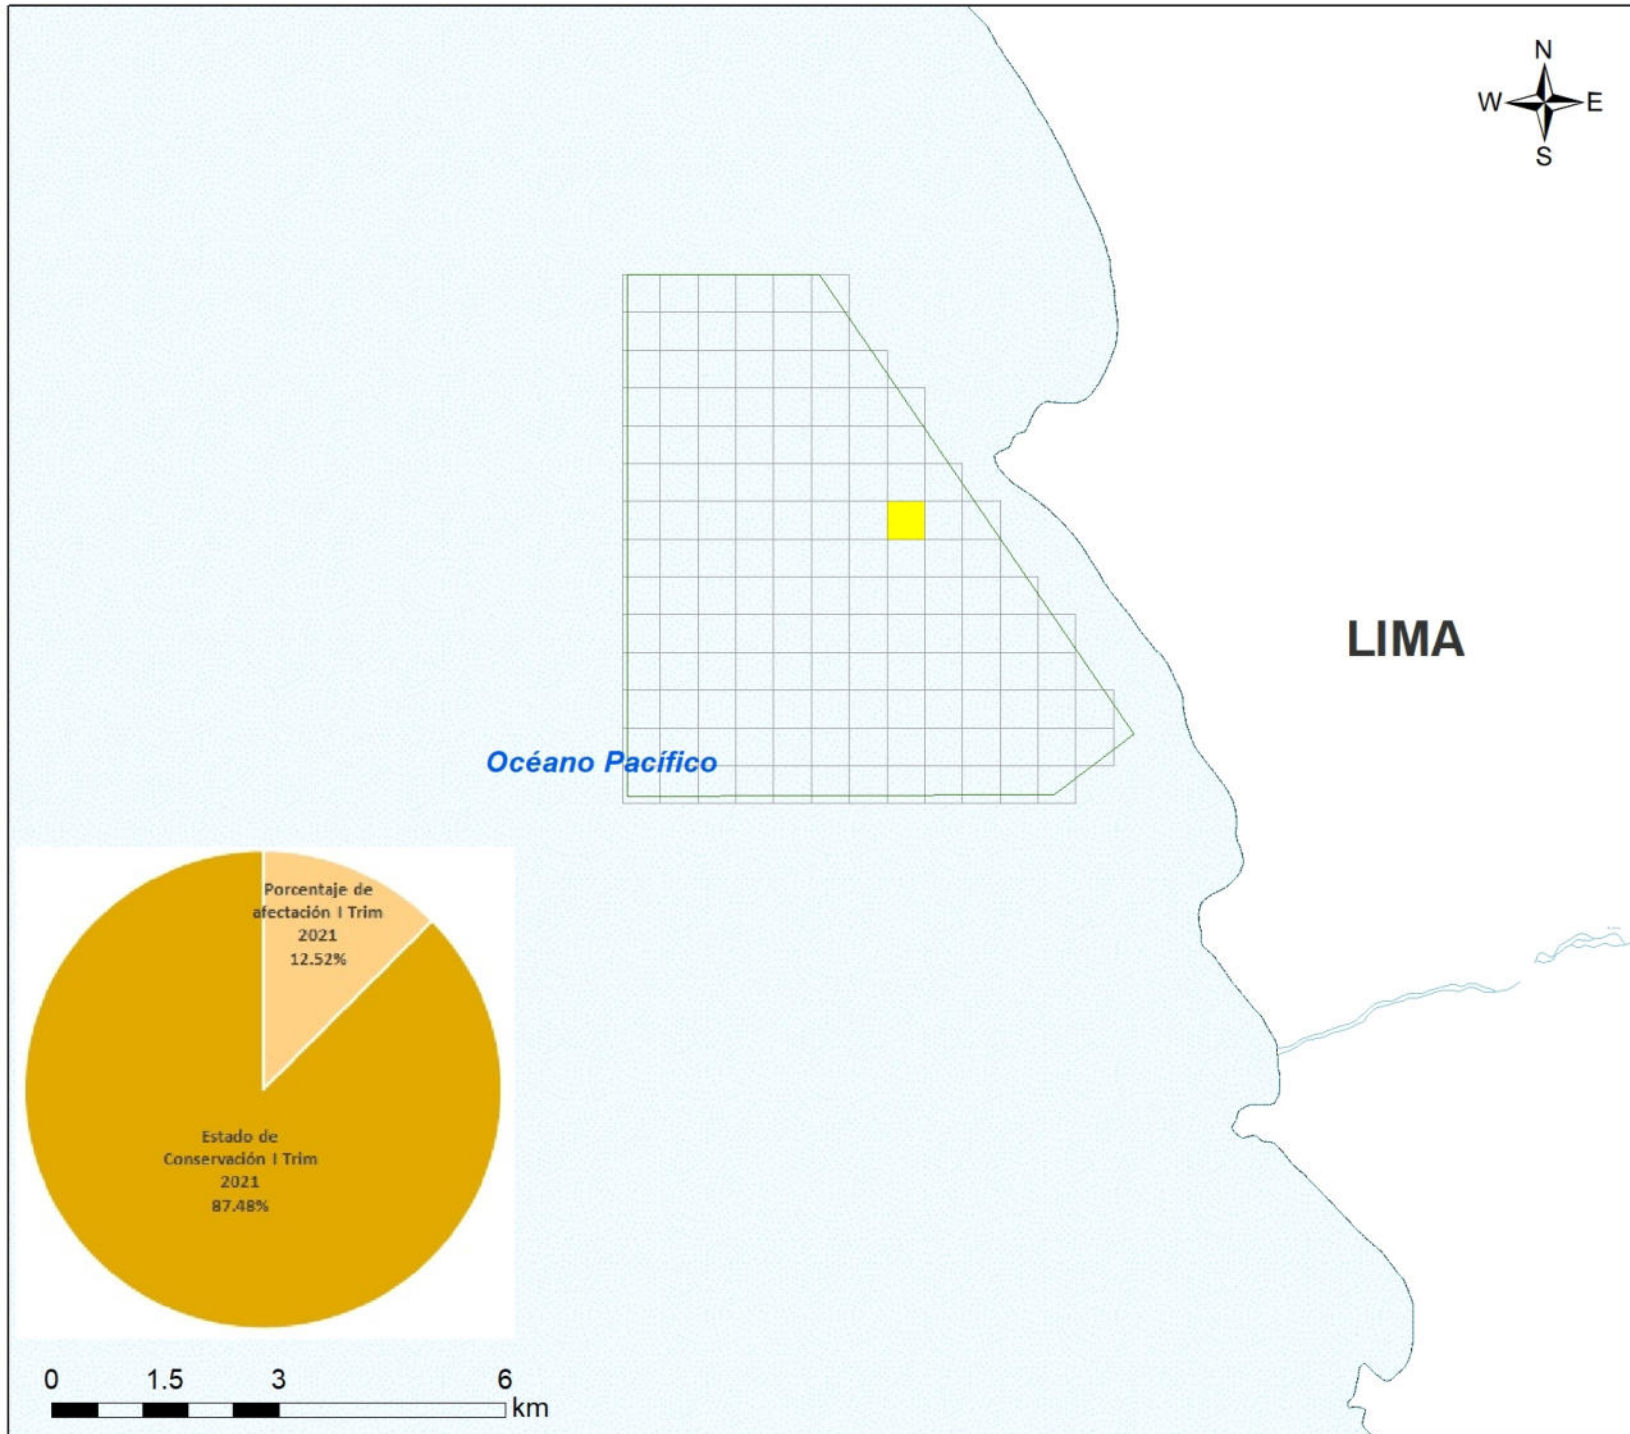 N
W E
S
LIMA
Océano Pacífico
Porcentaje de
afectación I Trim
2021
12.52%
Estado de
Conservación I Trim
2021
87.48%
0 1.5 3 6
km